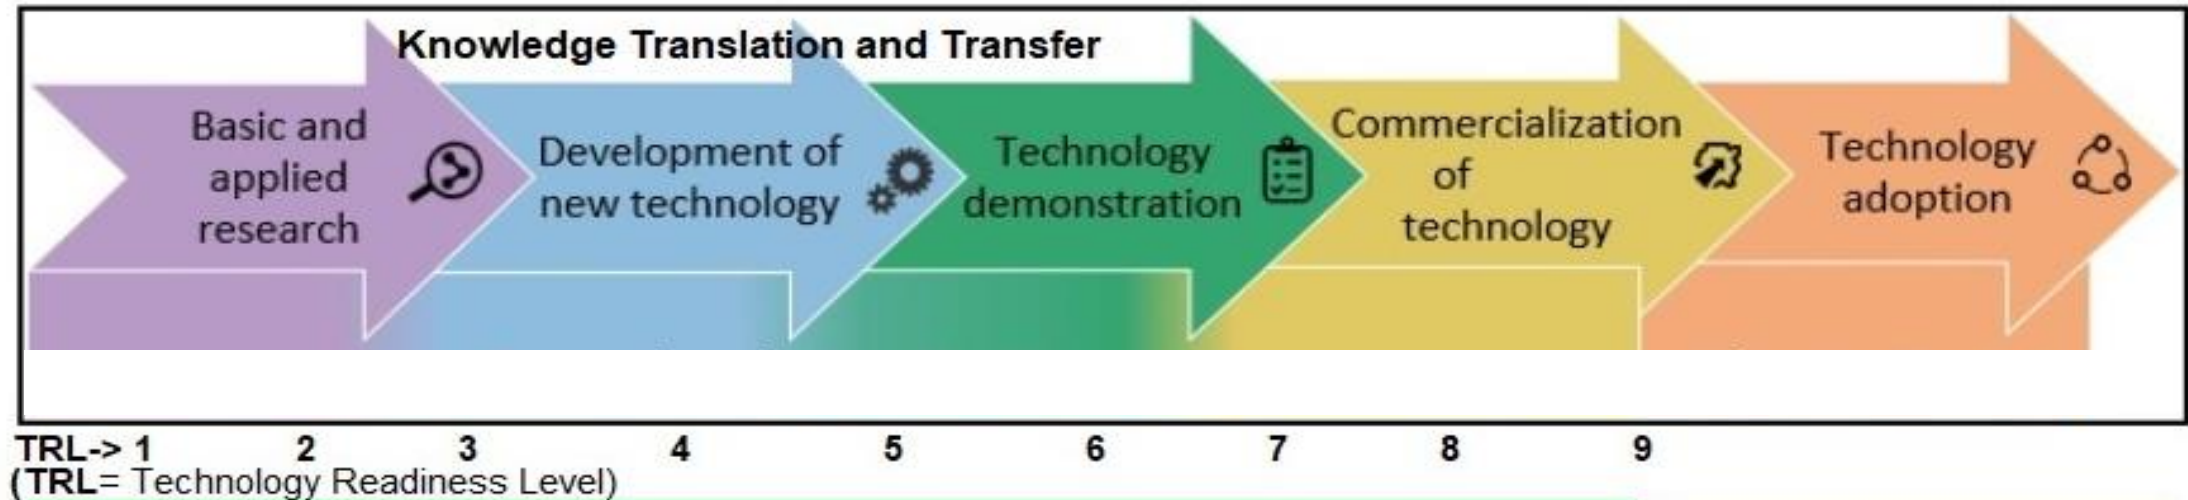 Knowledge Translation and Transfer
Basic and
applied
research
Development of
new technology
Technology
demonstration
Commercialization
of
technology
Technology
adoption
TRL-> 1 2 3 4 5 6 7 8 9
(TRL= Technology Readiness Level)